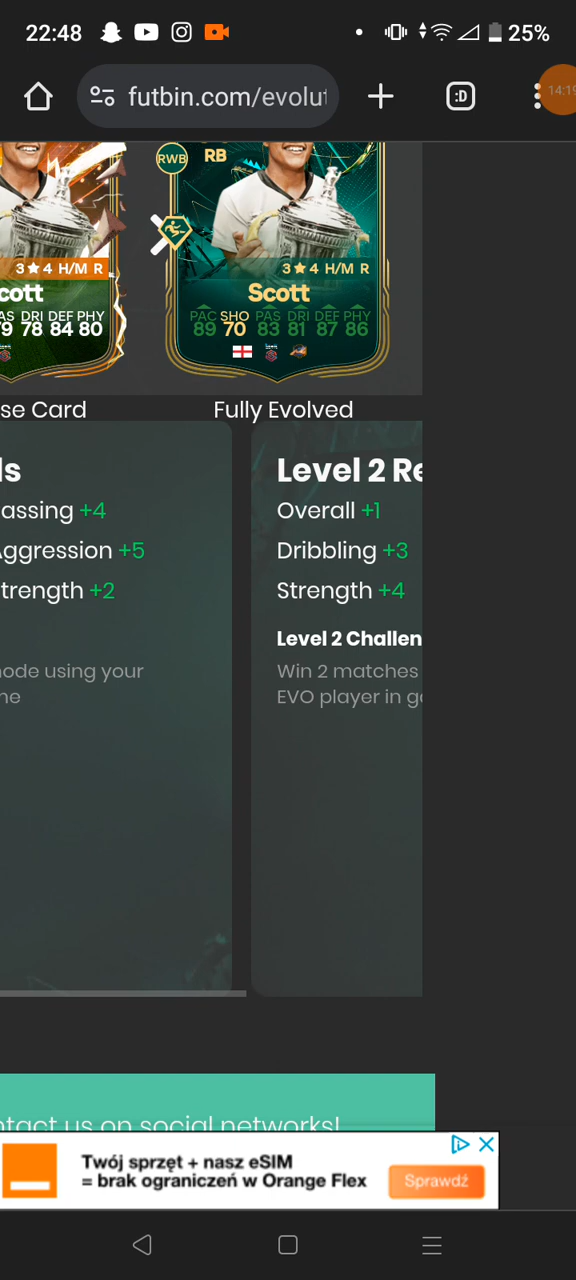 22:48
25%
futbin.com/evolut
:D
14:19
RWB
RB
3★4 H/M R
3★4 H/M R
cott
Scott
AS DRI DEF PHY
79 78 84 80
PAC SHO PAS DRI DEF PHY
89 70 83 81 87 86
se Card
Fully Evolved
ls
Level 2 Re
assing +4
Overall +1
Aggression +5
Dribbling +3
trength +2
Strength +4
Level 2 Challen
node using your
Win 2 matches
ne
EVO player in g
ntact us on social networks!
Twój sprzęt + nasz eSIM
= brak ograniczeń w Orange Flex
Sprawdź